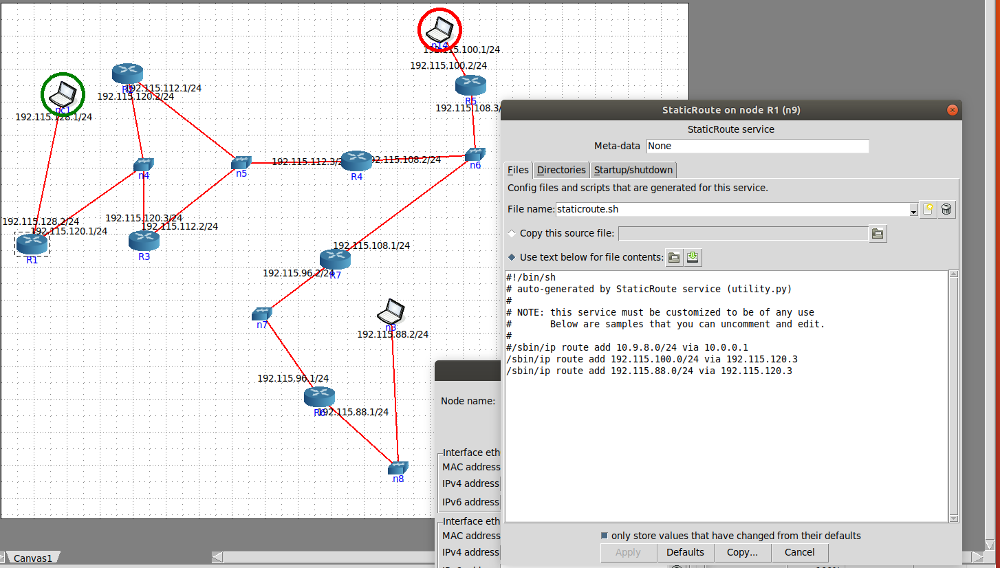 n14
192.115.100.1/24
192.115.100.2/24
R5
192.115.108.3/
R2
192.115.112.1/24
192.115.120.2/24
nc1
192.115.128.1/24
n4
n5
192.115.112.3/2
R4
92.115.108.2/24
n6
192.115.128.2/24
192.115.120.1/24
R1
192.115.120.3/24
192.115.112.2/24
R3
192.115.108.1/24
192.115.96.2/24
R7
n7
n3
192.115.88.2/24
192.115.96.1/24
R6
192.115.88.1/24
n8
Canvas1
Node name:
Interface eth
MAC address
IPv4 address
IPv6 address
Interface eth
MAC address
IPv4 address
StaticRoute on node R1 (n9)
StaticRoute service
Meta-data None
Files Directories Startup/shutdown
Config files and scripts that are generated for this service.
File name: staticroute.sh
Copy this source file:
Use text below for file contents:
#!/bin/sh
# auto-generated by StaticRoute service (utility.py)
#
# NOTE: this service must be customized to be of any use
# Below are samples that you can uncomment and edit.
#
#/sbin/ip route add 10.9.8.0/24 via 10.0.0.1
/sbin/ip route add 192.115.100.0/24 via 192.115.120.3
/sbin/ip route add 192.115.88.0/24 via 192.115.120.3
only store values that have changed from their defaults
Apply Defaults Copy... Cancel